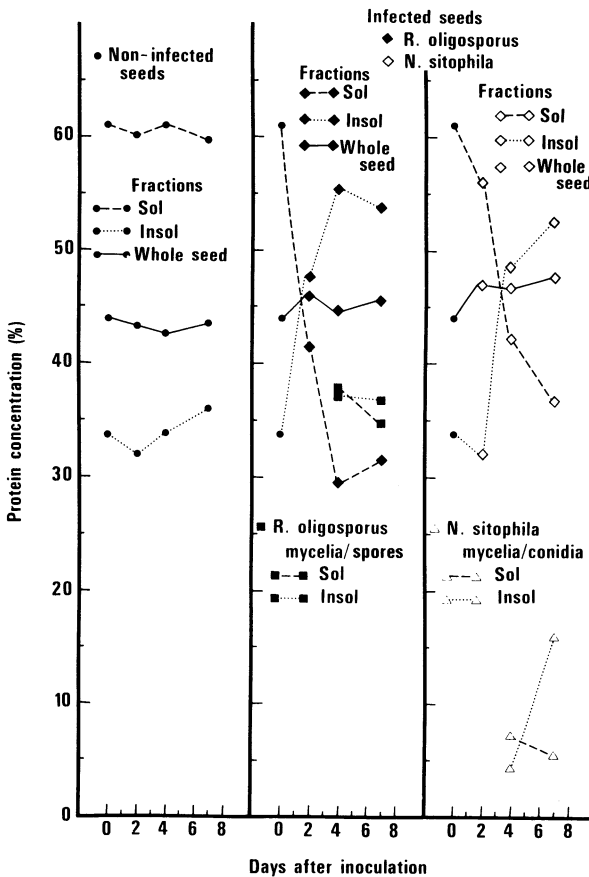 Infected seeds
R. oligosporus
N. sitophila
Non-infected
seeds
Fractions
Sol
Insol
Whole seed
Fractions
Sol
Insol
Whole
seed
Fractions
Sol
Insol
Whole
seed
R. oligosporus
mycelia/spores
Sol
Insol
N. sitophila
mycelia/conidia
Sol
Insol
Protein concentration (%)
60
50
40
30
20
10
0
0 2 4 6 8
0 2 4 6 8
0 2 4 6 8
Days after inoculation